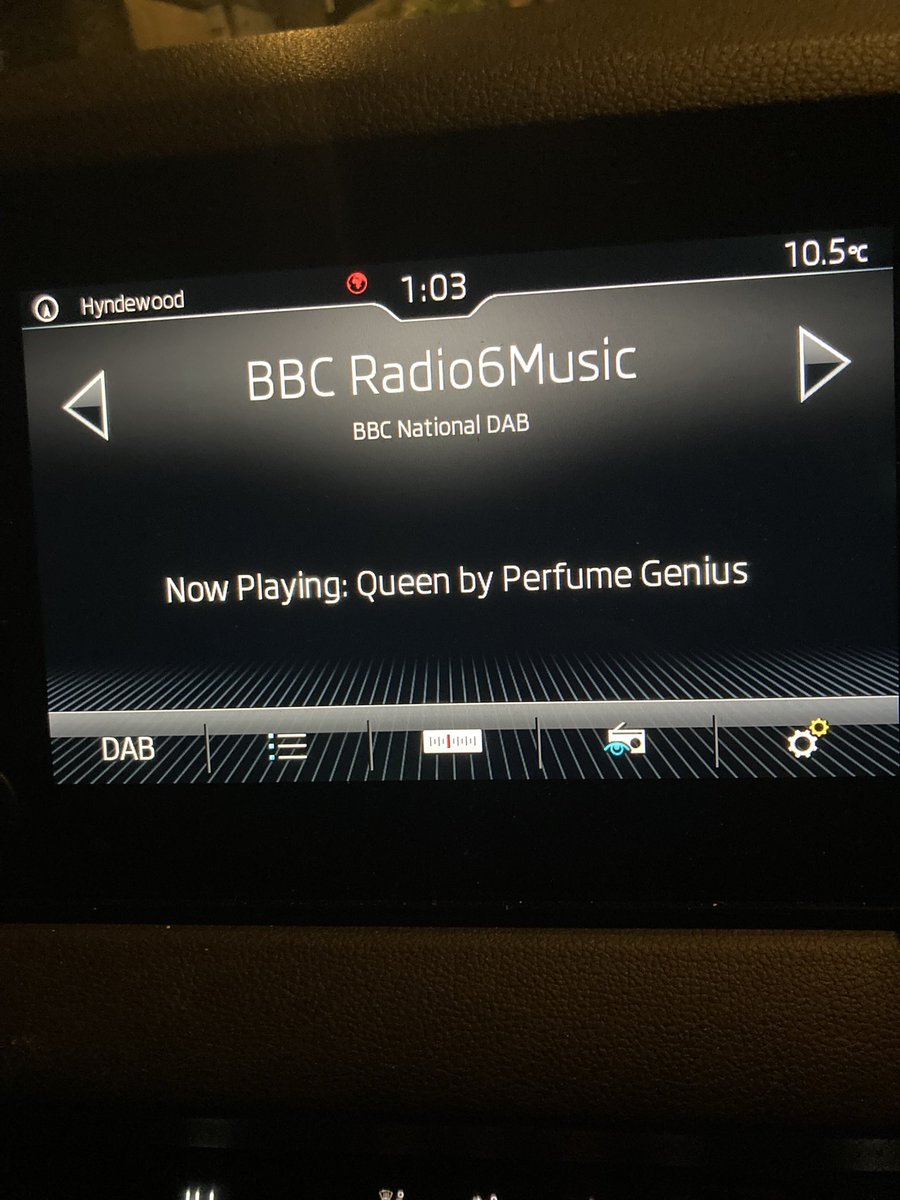 Hyndewood
1:03
10.5°C
BBC Radio6Music
BBC National DAB
Now Playing: Queen by Perfume Genius
DAB